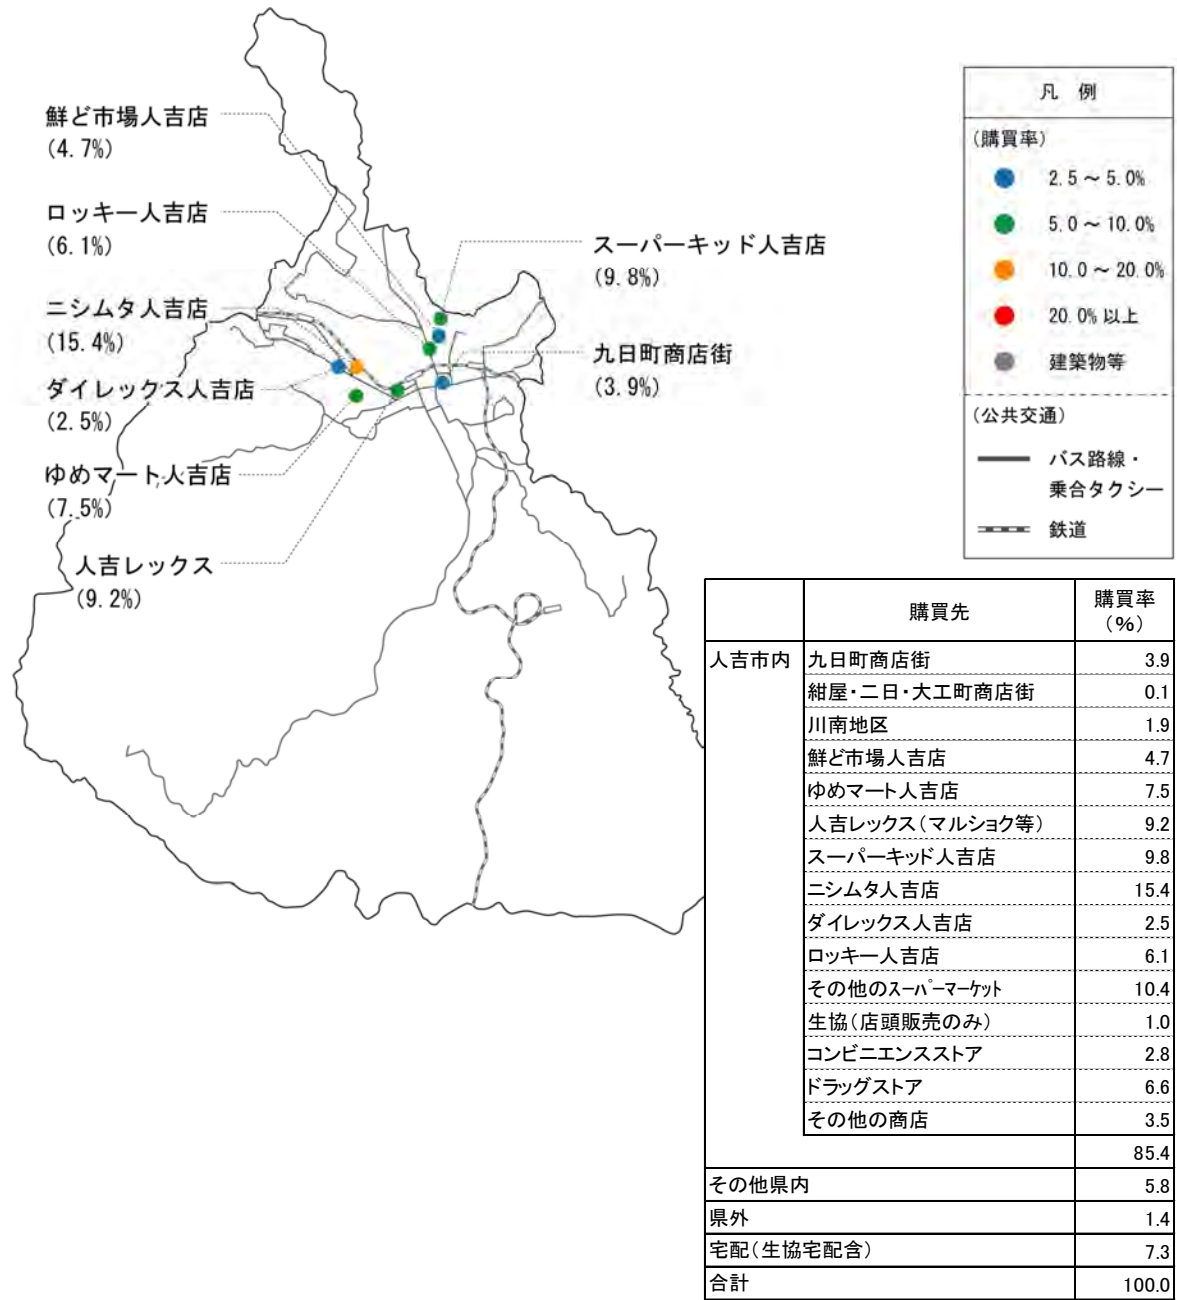 鮮ど市場人吉店
(4.7%)
ロッキー人吉店
(6.1%)
ニシムタ人吉店
(15.4%)
ダイレックス人吉店
(2.5%)
ゆめマート人吉店
(7.5%)
人吉レックス
(9.2%)
スーパーキッド人吉店
(9.8%)
九日町商店街
(3.9%)
凡 例
(購買率)
2.5～5.0%
5.0～10.0%
10.0～20.0%
20.0%以上
建築物等
(公共交通)
バス路線・
乗合タクシー
鉄道
購買先 購買率
(%)
人吉市内 九日町商店街 3.9
紺屋・二日・大工町商店街 0.1
川南地区 1.9
鮮ど市場人吉店 4.7
ゆめマート人吉店 7.5
人吉レックス(マルショク等) 9.2
スーパーキッド人吉店 9.8
ニシムタ人吉店 15.4
ダイレックス人吉店 2.5
ロッキー人吉店 6.1
その他のスーパーマーケット 10.4
生協(店頭販売のみ) 1.0
コンビニエンスストア 2.8
ドラッグストア 6.6
その他の商店 3.5
85.4
その他県内 5.8
県外 1.4
宅配(生協宅配含) 7.3
合計 100.0